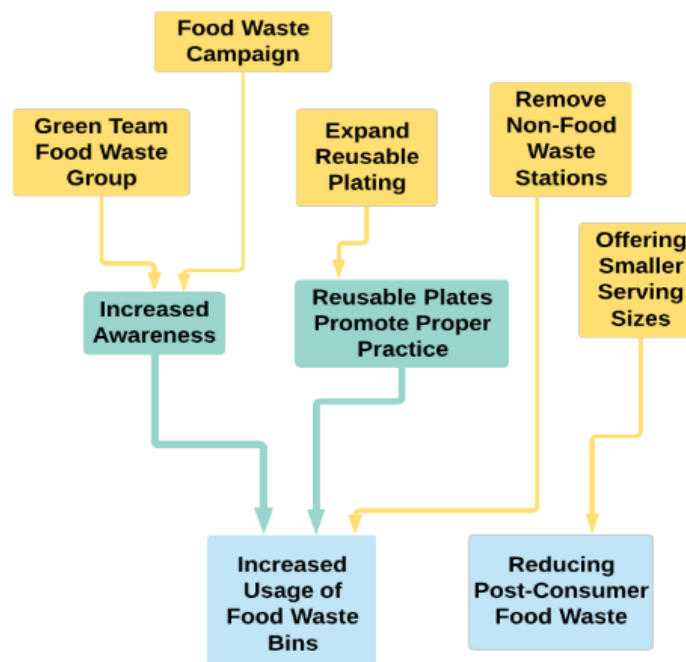 Food Waste
Campaign
Green Team
Food Waste
Group
Expand
Reusable
Plating
Remove
Non-Food
Waste
Stations
Offering
Smaller
Serving
Sizes
Increased
Awareness
Reusable Plates
Promote Proper
Practice
Increased
Usage of
Food Waste
Bins
Reducing
Post-Consumer
Food Waste